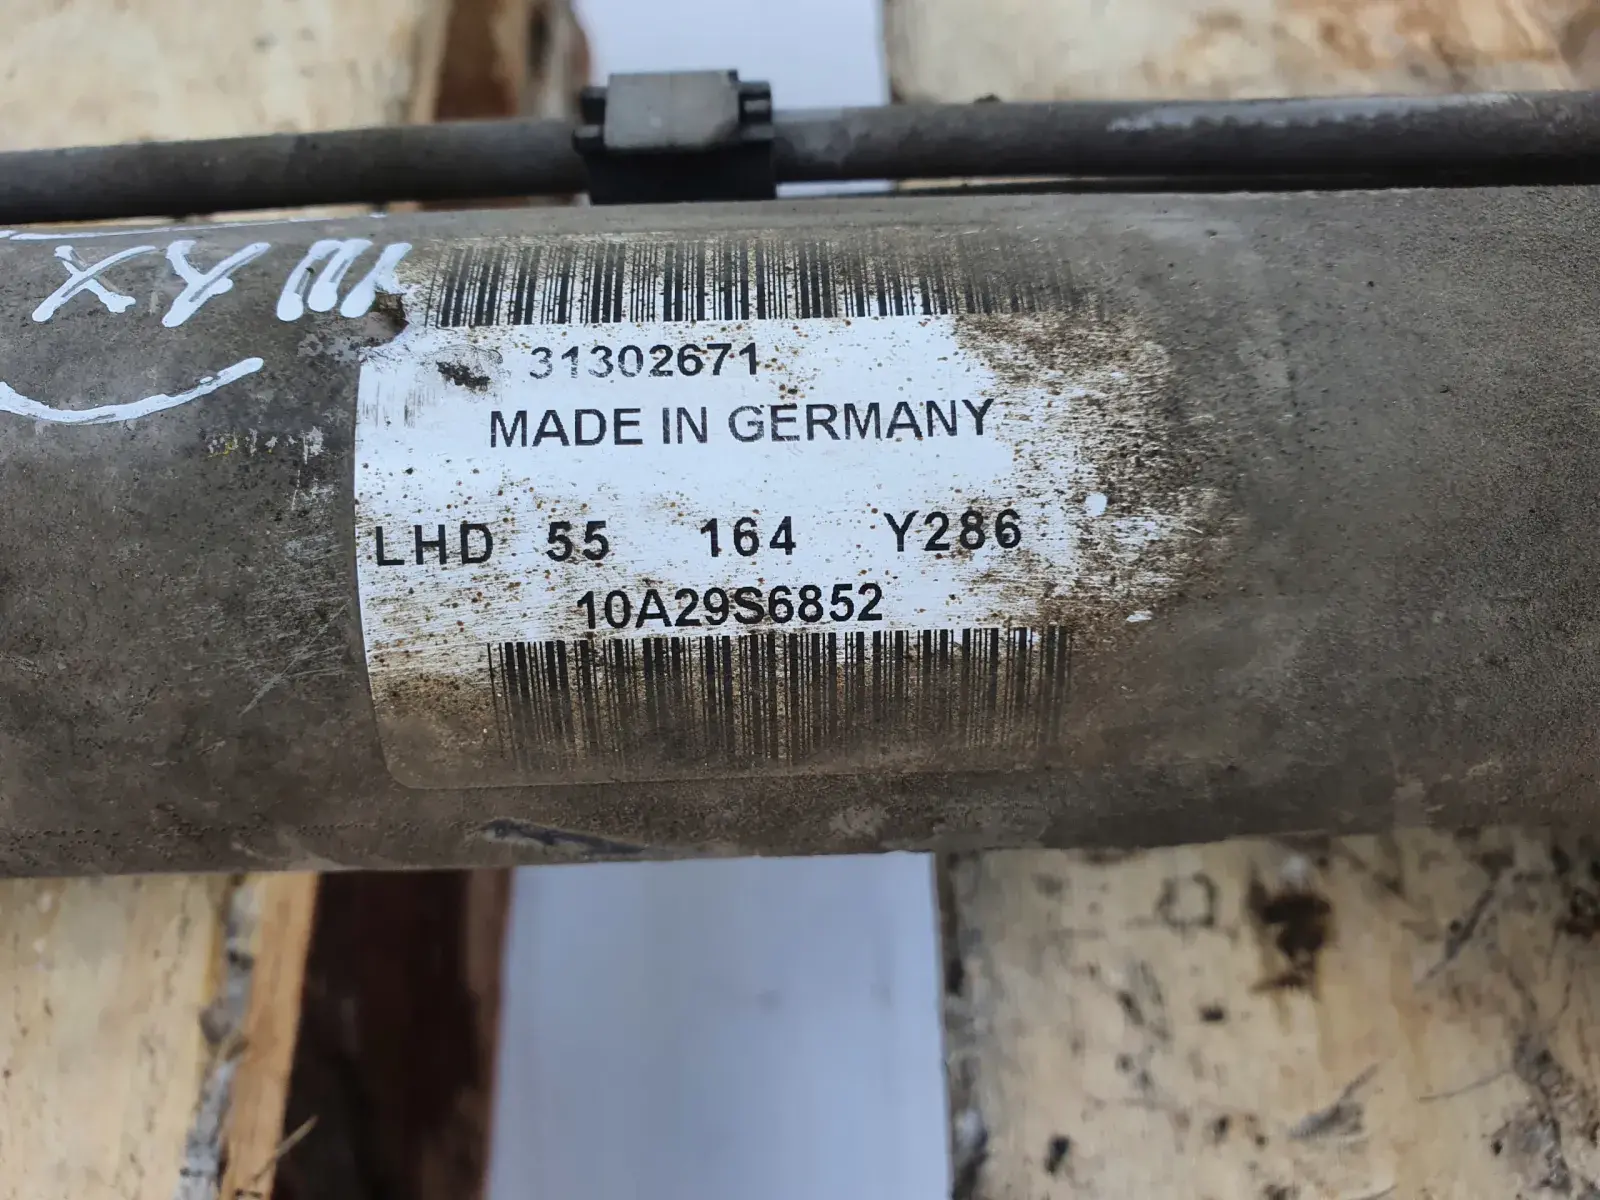 31302671
MADE IN GERMANY
LHD 55 164 Y286
10A29S6852